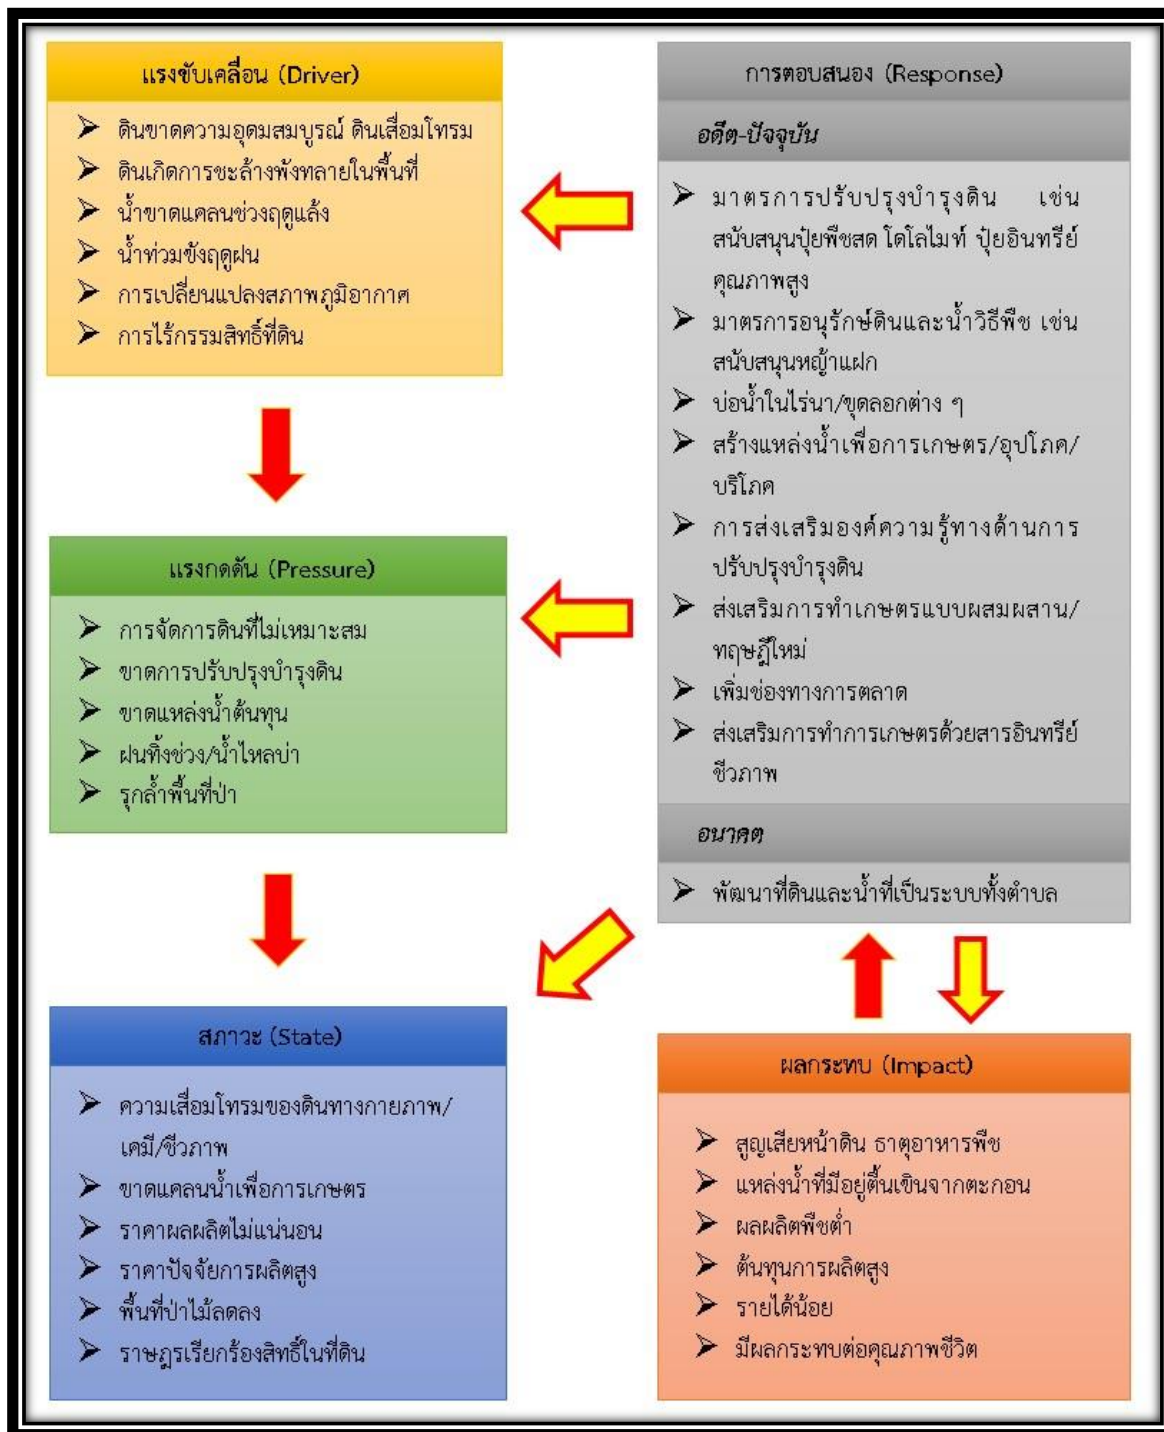 แรงขับเคลื่อน (Driver)
➢ ดินขาดความอุดมสมบูรณ์ ดินเสื่อมโทรม
➢ ดินเกิดการชะล้างพังทลายในพื้นที่
➢ น้ำขาดแคลนช่วงฤดูแล้ง
➢ น้ำท่วมขังฤดูฝน
➢ การเปลี่ยนแปลงสภาพภูมิอากาศ
➢ การไร้กรรมสิทธิ์ที่ดิน
แรงกดดัน (Pressure)
➢ การจัดการดินที่ไม่เหมาะสม
➢ ขาดการปรับปรุงบำรุงดิน
➢ ขาดแหล่งน้ำต้นทุน
➢ ฝนทิ้งช่วง/น้ำไหลบ่า
➢ รุกล้ำพื้นที่ป่า
สภาวะ (State)
➢ ความเสื่อมโทรมของดินทางกายภาพ/
เคมี/ชีวภาพ
➢ ขาดแคลนน้ำเพื่อการเกษตร
➢ ราคาผลผลิตไม่แน่นอน
➢ ราคาปัจจัยการผลิตสูง
➢ พื้นที่ป่าไม้ลดลง
➢ ราษฎรเรียกร้องสิทธิ์ในที่ดิน
การตอบสนอง (Response)
อดีต-ปัจจุบัน
➢ มาตรการปรับปรุงบำรุงดิน เช่น
สนับสนุนปุ๋ยพืชสด โดโลไมท์ ปุ๋ยอินทรีย์
คุณภาพสูง
➢ มาตรการอนุรักษ์ดินและน้ำวิธีพืช เช่น
สนับสนุนหญ้าแฝก
➢ บ่อน้ำในไร่นา/ขุดลอกต่าง ๆ
➢ สร้างแหล่งน้ำเพื่อการเกษตร/อุปโภค/
บริโภค
➢ การส่งเสริมองค์ความรู้ทางด้านการ
ปรับปรุงบำรุงดิน
➢ ส่งเสริมการทำเกษตรแบบผสมผสาน/
ทฤษฎีใหม่
➢ เพิ่มช่องทางการตลาด
➢ ส่งเสริมการทำการเกษตรด้วยสารอินทรีย์
ชีวภาพ
อนาคต
➢ พัฒนาที่ดินและน้ำที่เป็นระบบทั้งตำบล
ผลกระทบ (Impact)
➢ สูญเสียหน้าดิน ธาตุอาหารพืช
➢ แหล่งน้ำที่มีอยู่ตื้นเขินจากตะกอน
➢ ผลผลิตพืชต่ำ
➢ ต้นทุนการผลิตสูง
➢ รายได้น้อย
➢ มีผลกระทบต่อคุณภาพชีวิต